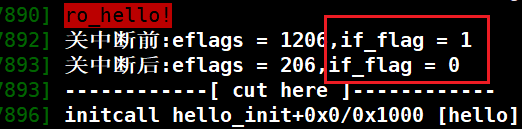 7890] ro_hello!
7892] 关中断前:eflags = 1206,if_flag = 1
7893] 关中断后:eflags = 206,if_flag = 0
7893] ------------[ cut here ]------------
7896] initcall hello_init+0x0/0x1000 [hello]